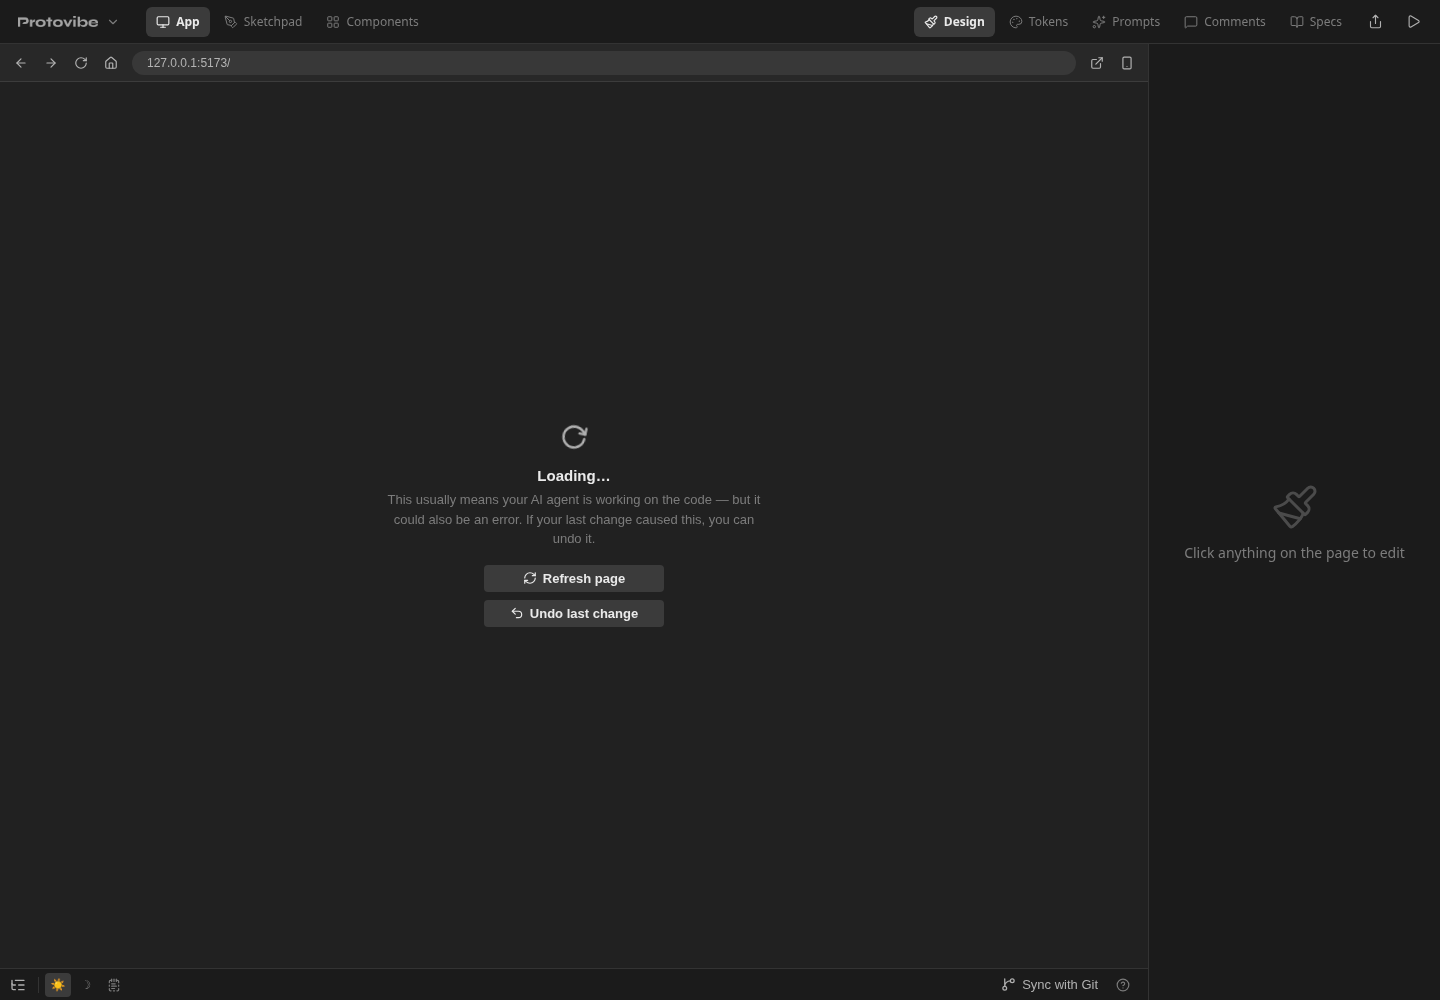 Protovibe App Sketchpad Components Design Tokens Prompts Comments Specs
127.0.0.1:5173/
Loading...
This usually means your AI agent is working on the code — but it
could also be an error. If your last change caused this, you can
undo it.
Refresh page
Undo last change
Click anything on the page to edit
Sync with Git